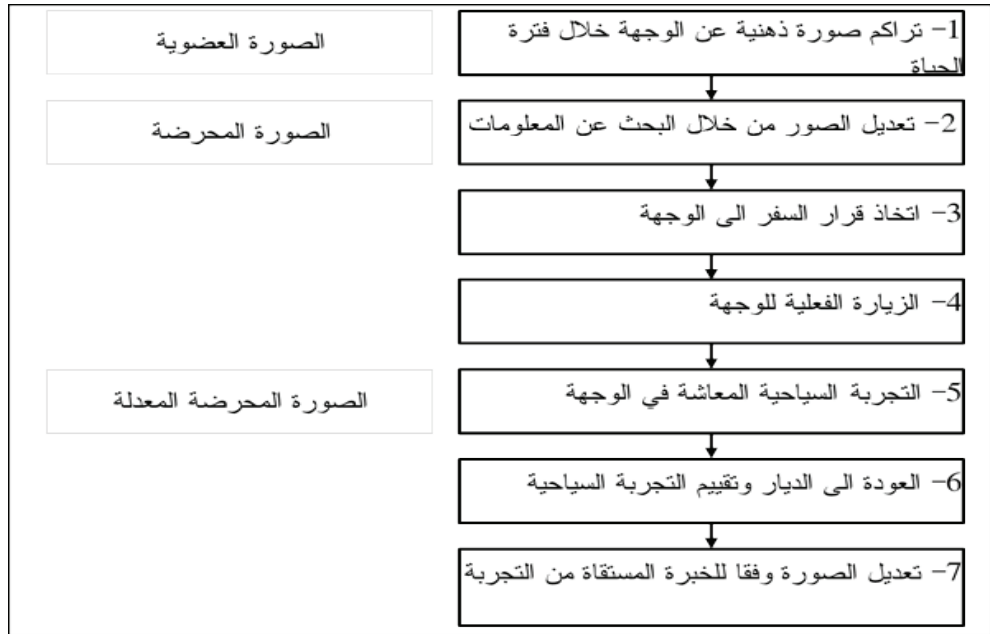 1- تراكم صورة ذهنية عن الوجهة خلال فترة
الحياة
الصورة العضوية
2- تعديل الصور من خلال البحث عن المعلومات
الصورة المحرضة
3- اتخاذ قرار السفر الى الوجهة
4- الزيارة الفعلية للوجهة
5- التجربة السياحية المعاشة في الوجهة
الصورة المحرضة المعدلة
6- العودة الى الديار وتقييم التجربة السياحية
7- تعديل الصورة وفقا للخبرة المستقاة من التجربة